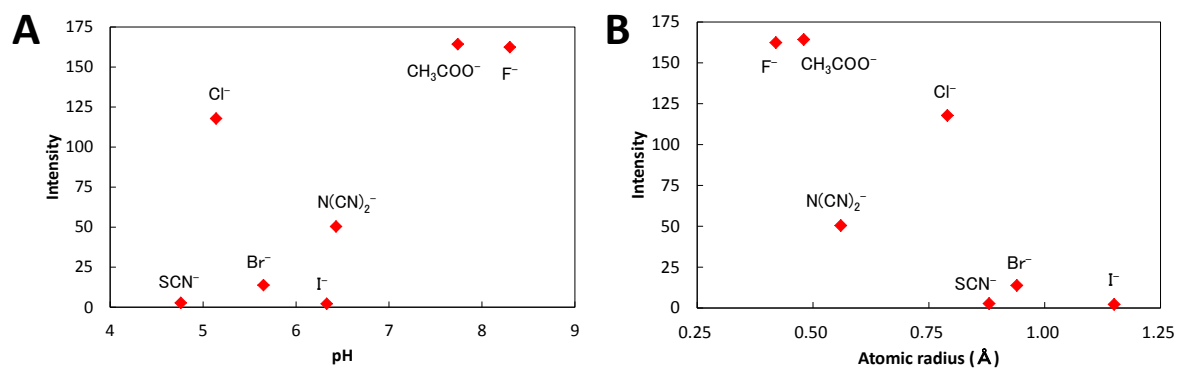 A
175
150
125
100
75
50
25
0
Intensity
CH₃COO⁻
F⁻
Cl⁻
N(CN)₂⁻
Br⁻
SCN⁻
I⁻
4 5 6 7 8 9
pH
B
175
150
125
100
75
50
25
0
Intensity
F⁻
CH₃COO⁻
Cl⁻
N(CN)₂⁻
Br⁻
SCN⁻
I⁻
0.25 0.50 0.75 1.00 1.25
Atomic radius (Å)